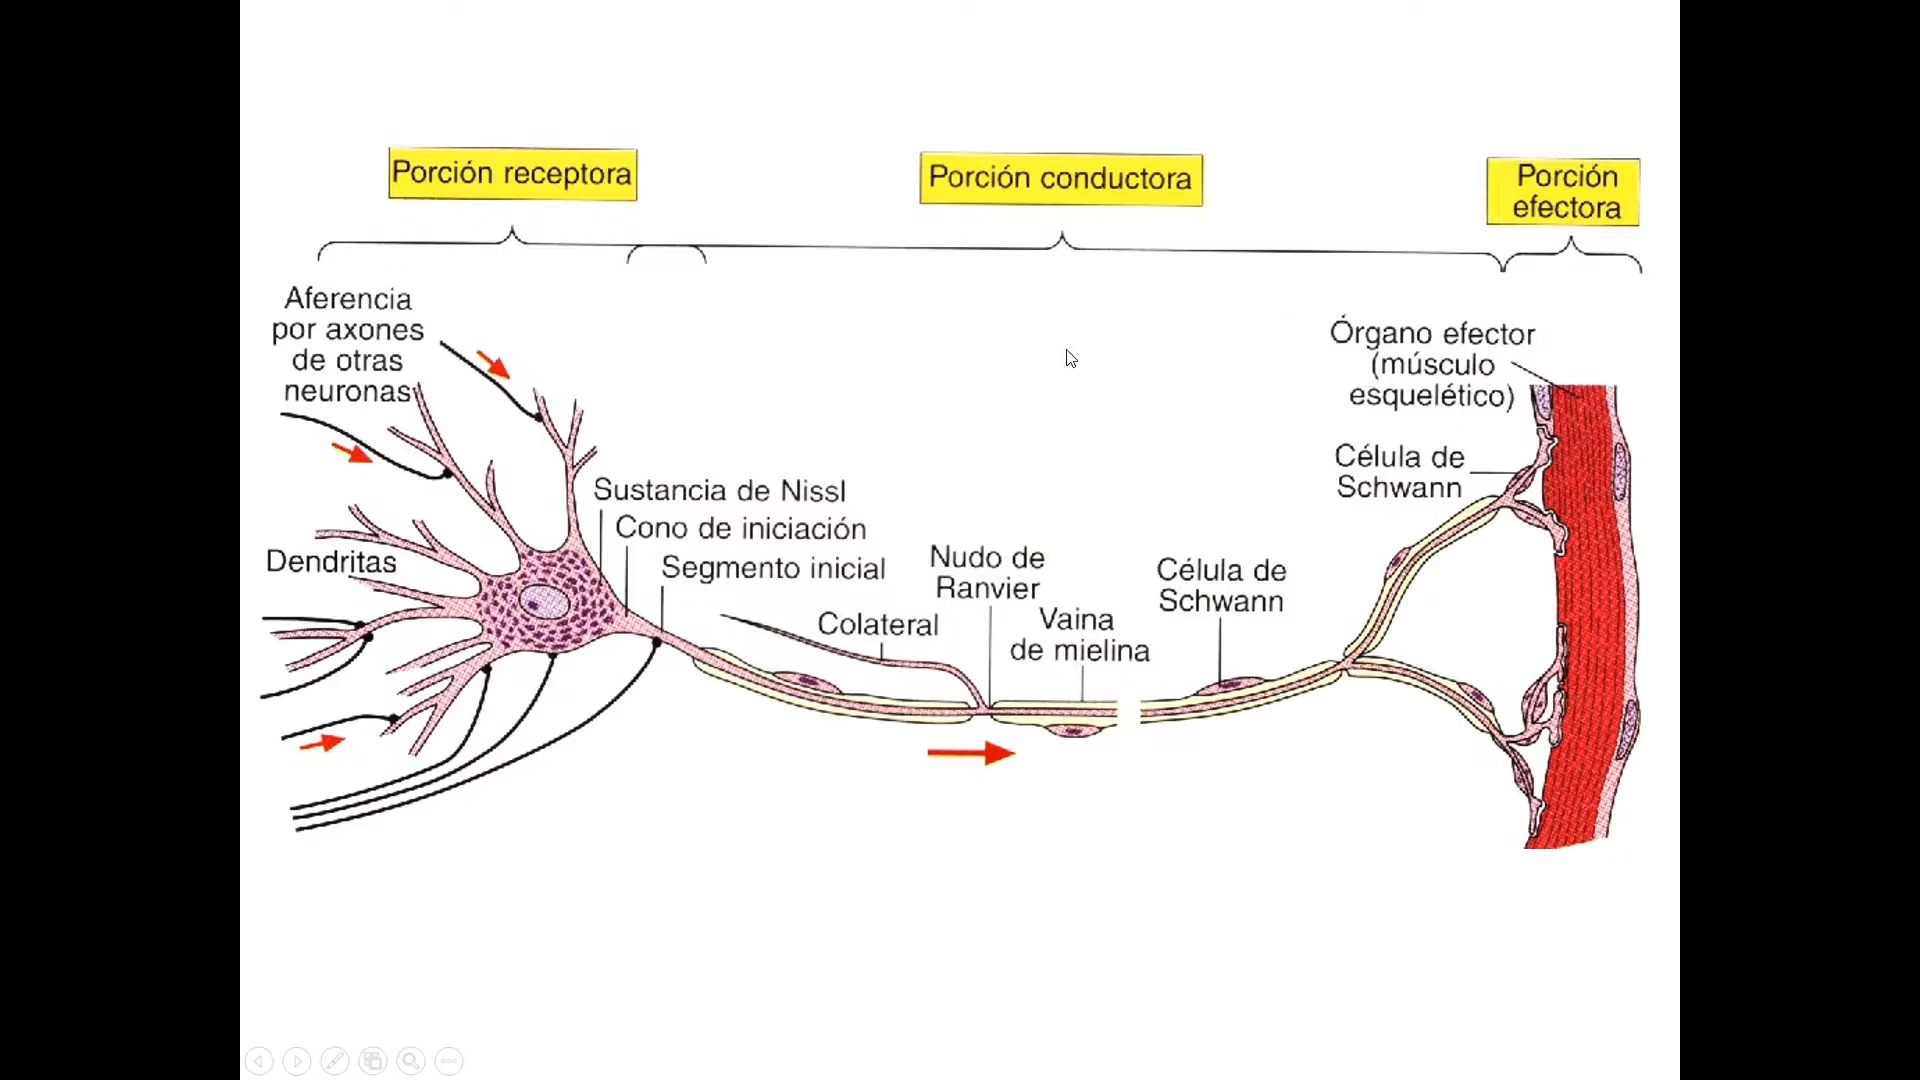 Porción receptora
Porción conductora
Porción
efectora
Aferencia
por axones
de otras
neuronas
Órgano efector
(músculo
esquelético)
Célula de
Schwann
Sustancia de Nissl
Cono de iniciación
Segmento inicial
Dendritas
Nudo de
Ranvier
Célula de
Schwann
Colateral
Vaina
de mielina